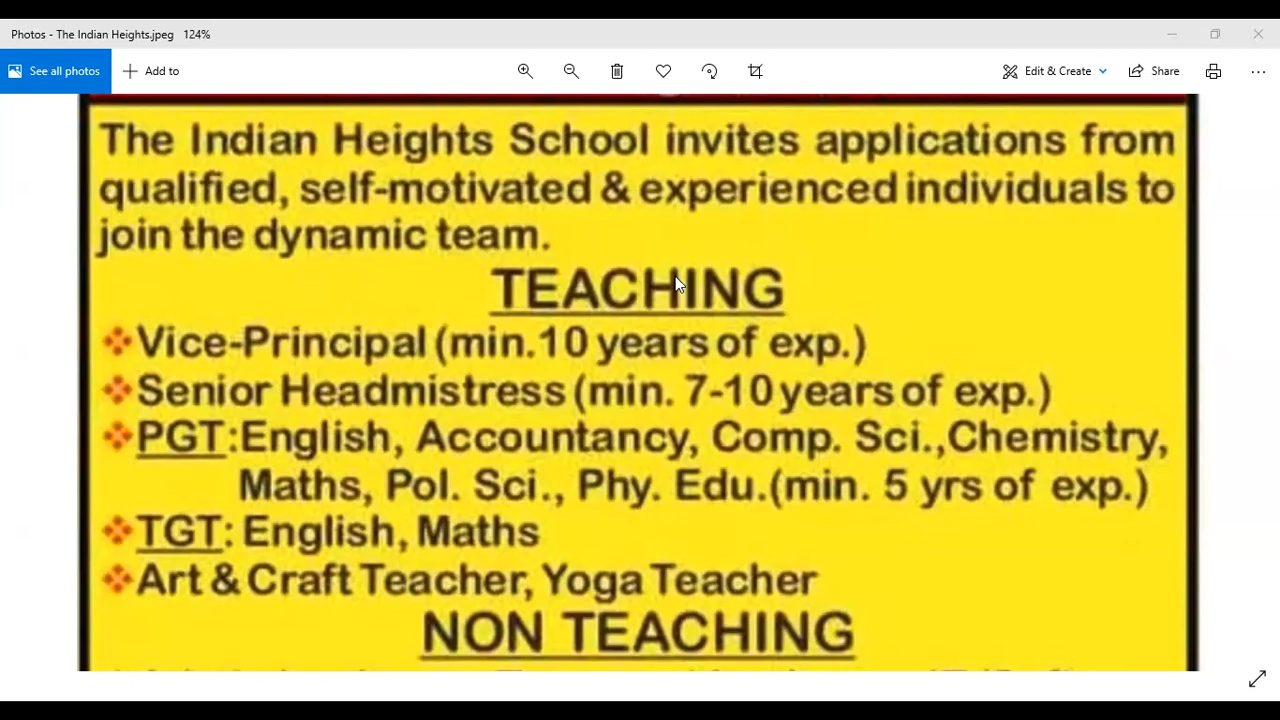 Photos - The Indian Heights.jpeg 124%
See all photos
Add to
Edit & Create
Share
The Indian Heights School invites applications from
qualified, self-motivated & experienced individuals to
join the dynamic team.
TEACHING
Vice-Principal (min.10 years of exp.)
Senior Headmistress (min. 7-10 years of exp.)
PGT:English, Accountancy, Comp. Sci.,Chemistry,
Maths, Pol. Sci., Phy. Edu.(min. 5 yrs of exp.)
TGT: English, Maths
Art & Craft Teacher, Yoga Teacher
NON TEACHING